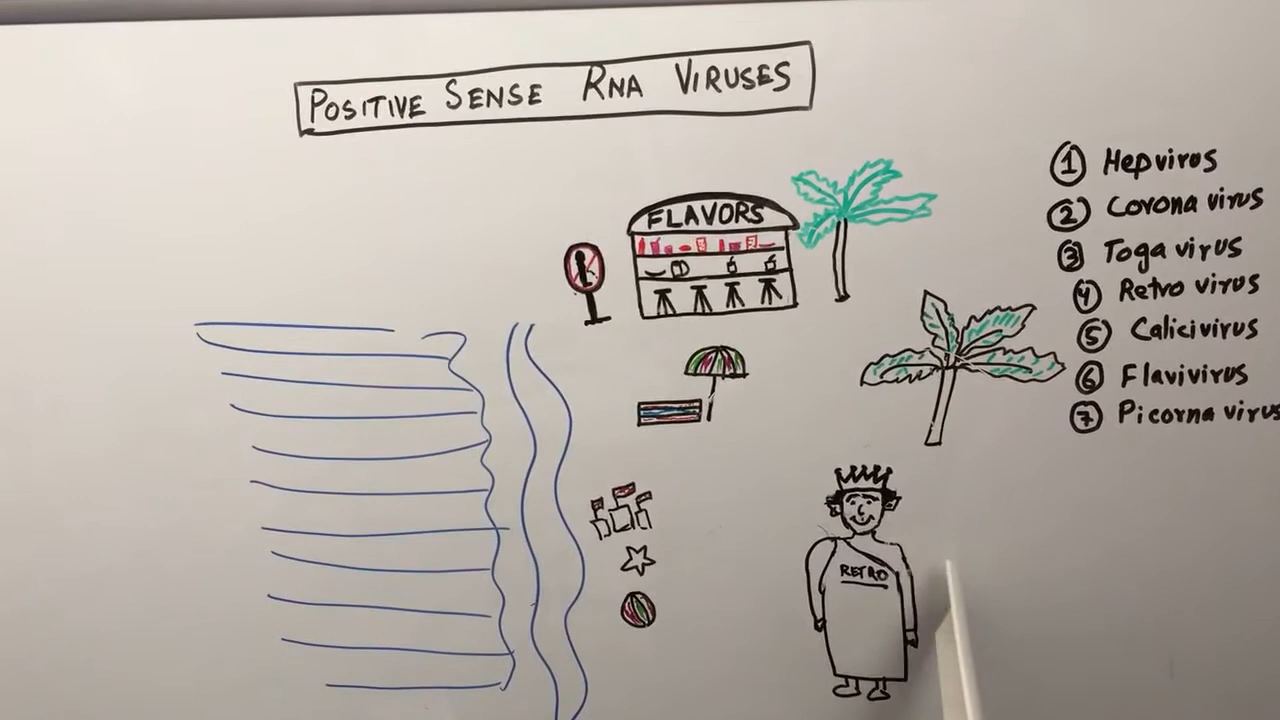 POSITIVE SENSE RNA VIRUSES
FLAVORS
RETRO
1 Hepvirus
2 Corona virus
3 Toga virus
4 Retro virus
5 Calicivirus
6 Flavivirus
7 Picorna virus